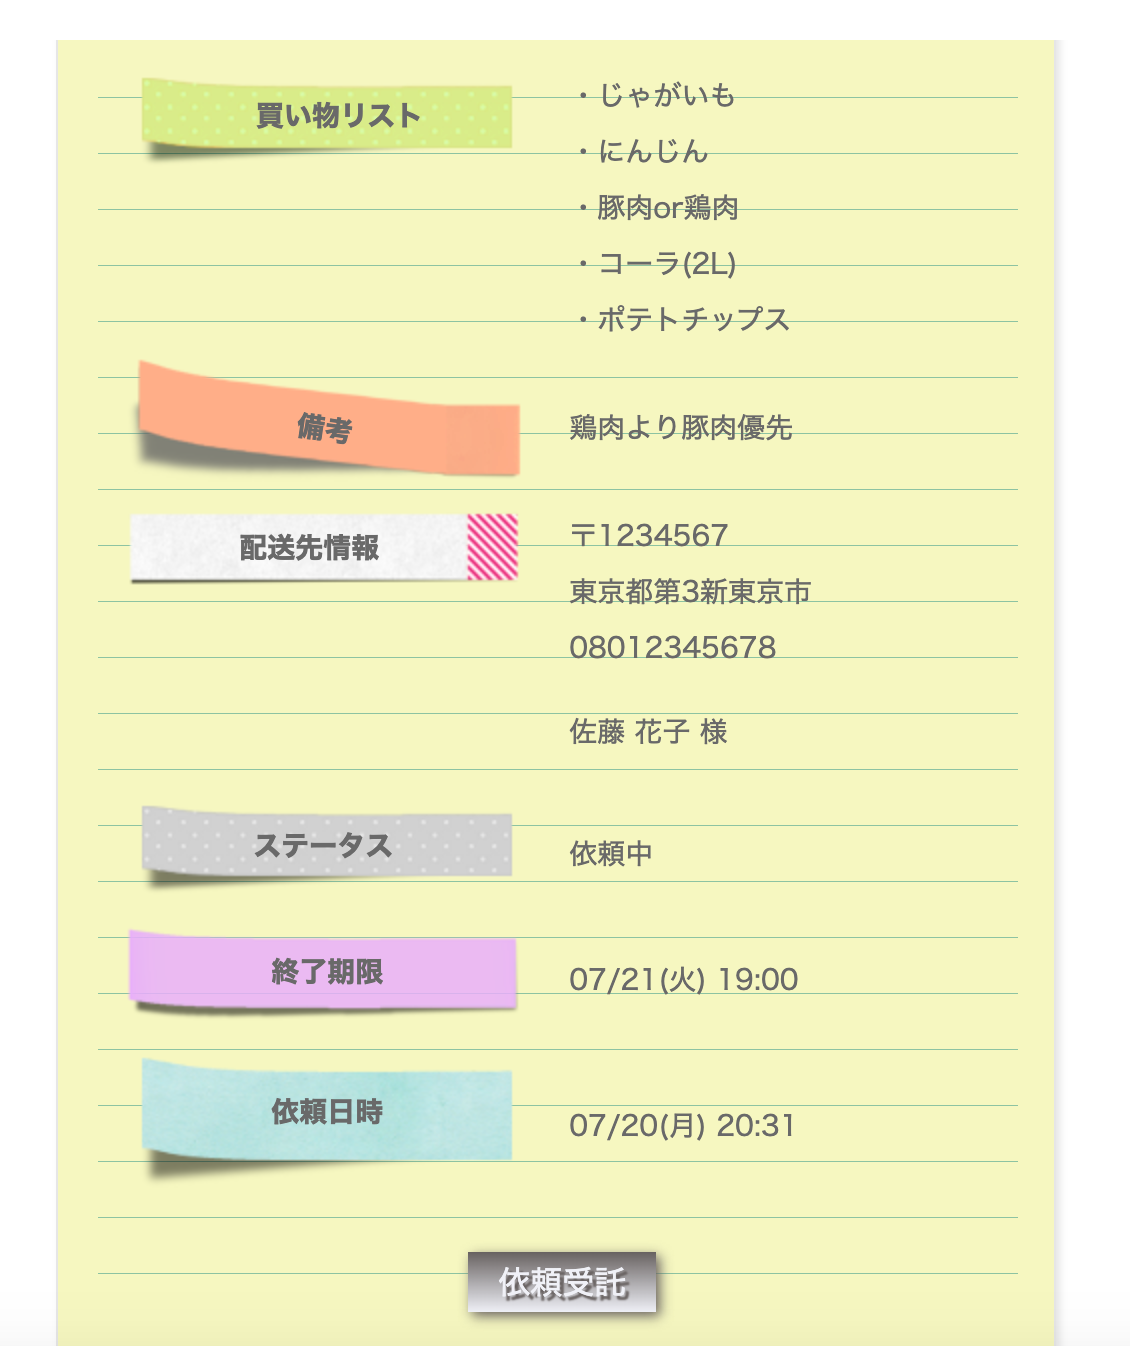 買い物リスト
・じゃがいも
・にんじん
・豚肉or鶏肉
・コーラ(2L)
・ポテトチップス
備考
鶏肉より豚肉優先
配送先情報
〒1234567
東京都第3新東京市
08012345678
佐藤 花子 様
ステータス
依頼中
終了期限
07/21(火) 19:00
依頼日時
07/20(月) 20:31
依頼受託